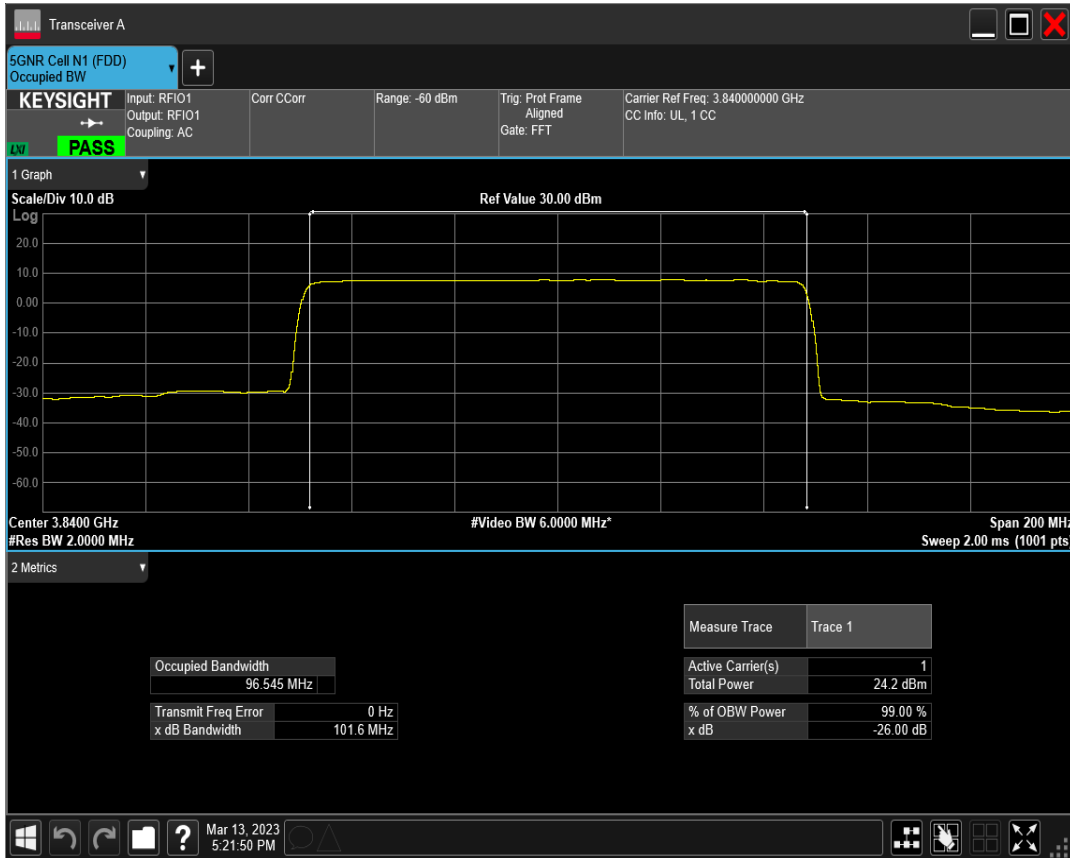 Transceiver A
5GNR Cell N1 (FDD)
Occupied BW
KEYSIGHT
LXI
PASS
Input: RFIO1
Output: RFIO1
Coupling: AC
Corr CCorr
Range: -60 dBm
Trig: Prot Frame
Aligned
Gate: FFT
Carrier Ref Freq: 3.840000000 GHz
CC Info: UL, 1 CC
1 Graph
Scale/Div 10.0 dB
Ref Value 30.00 dBm
Log
20.0
10.0
0.00
-10.0
-20.0
-30.0
-40.0
-50.0
-60.0
Center 3.8400 GHz
#Video BW 6.0000 MHz*
Span 200 MHz
#Res BW 2.0000 MHz
Sweep 2.00 ms (1001 pts)
2 Metrics
Measure Trace Trace 1
Occupied Bandwidth
96.545 MHz
Active Carrier(s) 1
Total Power 24.2 dBm
Transmit Freq Error 0 Hz
x dB Bandwidth 101.6 MHz
% of OBW Power 99.00 %
x dB -26.00 dB
Mar 13, 2023
5:21:50 PM